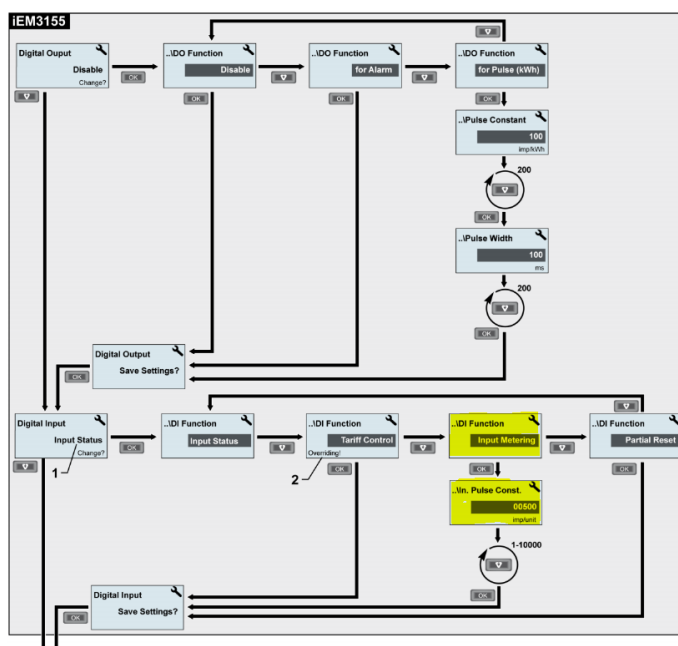 iEM3155
Digital Ouput
Disable
Change?
OK
..\DO Function
Disable
..\DO Function
for Alarm
..\DO Function
for Pulse (kWh)
OK
OK
OK
..\Pulse Constant
100
imp/kWh
200
OK
..\Pulse Width
100
ms
200
OK
Digital Output
Save Settings?
OK
Digital Input
Input Status
Change?
1
OK
..\DI Function
Input Status
..\DI Function
Tariff Control
Overriding!
2
OK
..\DI Function
Input Metering
OK
..\DI Function
Partial Reset
OK
..\In. Pulse Const.
00500
imp/unit
1-10000
OK
Digital Input
Save Settings?
OK